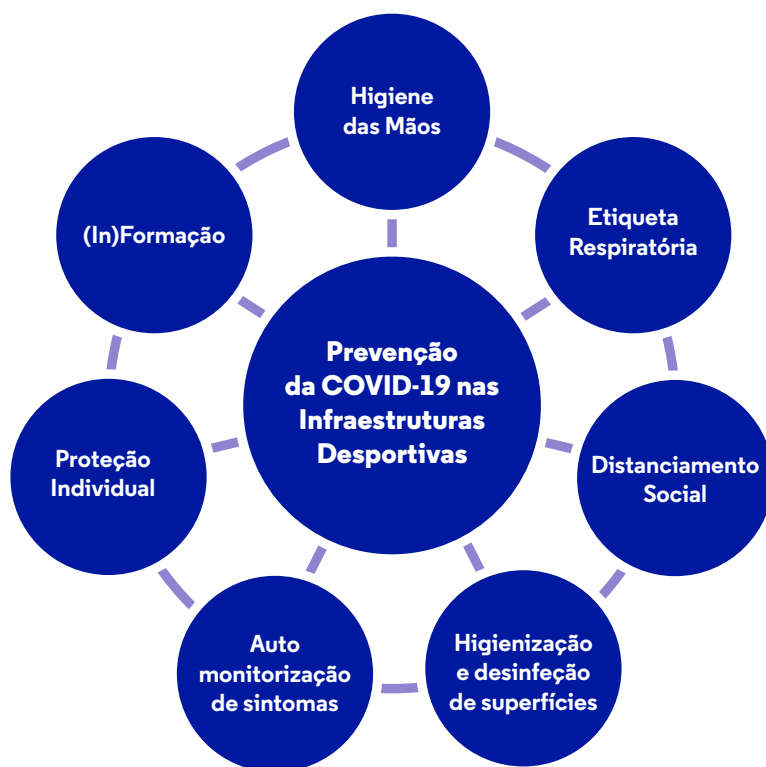 Higiene
das Mãos
Etiqueta
Respiratória
Distanciamento
Social
Higienização
e desinfeção
de superfícies
Auto
monitorização
de sintomas
Proteção
Individual
(In)Formação
Prevenção
da COVID-19 nas
Infraestruturas
Desportivas